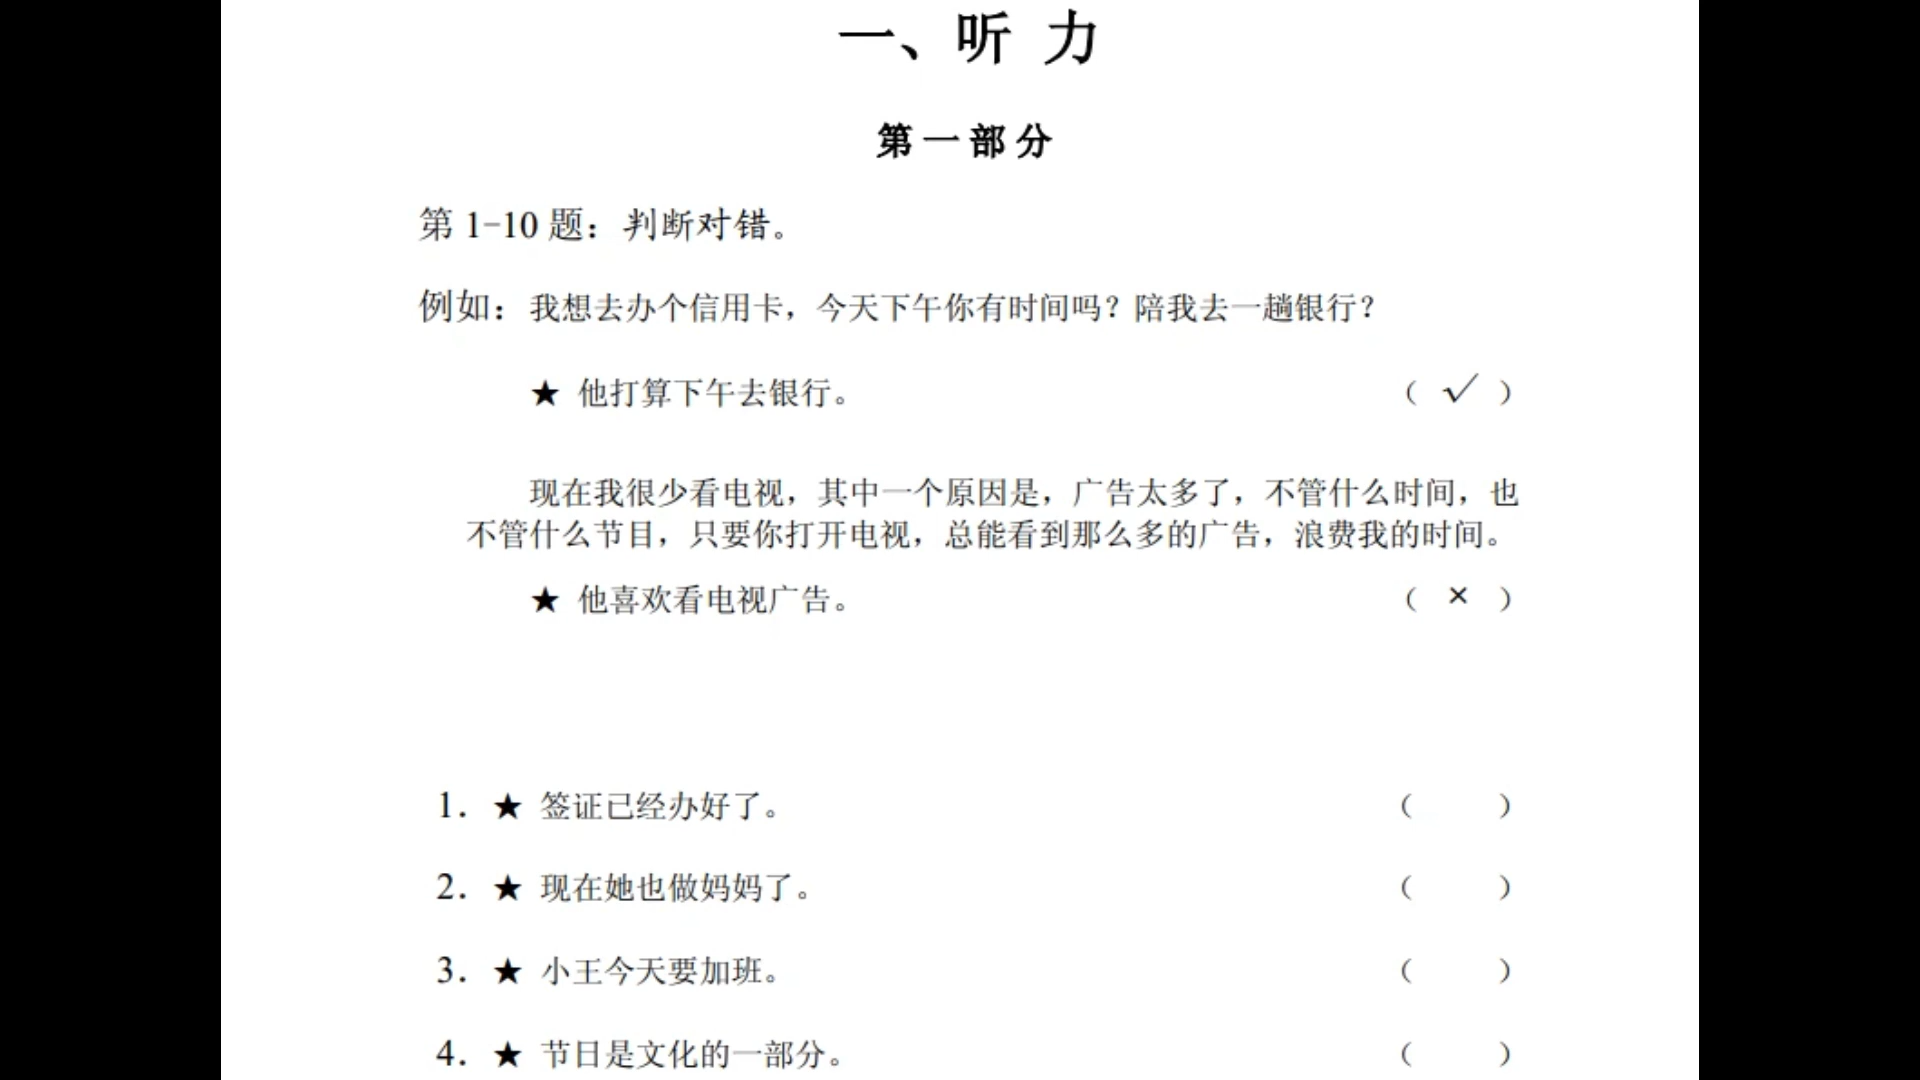 一、听 力
第一部分
第 1-10 题：判断对错。
例如：我想去办个信用卡，今天下午你有时间吗？陪我去一趟银行？
★ 他打算下午去银行。 （ √ ）
现在我很少看电视，其中一个原因是，广告太多了，不管什么时间，也
不管什么节目，只要你打开电视，总能看到那么多的广告，浪费我的时间。
★ 他喜欢看电视广告。 （ × ）
1. ★ 签证已经办好了。 （ ）
2. ★ 现在她也做妈妈了。 （ ）
3. ★ 小王今天要加班。 （ ）
4. ★ 节日是文化的一部分。 （ ）